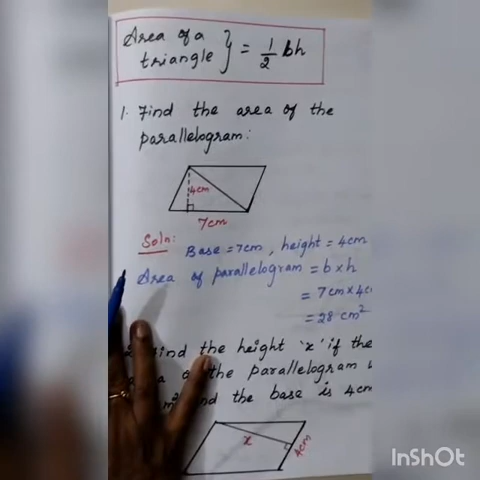 Area of a
triangle } = 1/2 bh
1. Find the area of the
parallelogram:
4cm
7cm
Soln:
Base = 7cm, height = 4cm
Area of parallelogram = b x h
= 7cm x 4c
= 28 cm²
find the height 'x' if the
of the parallelogram
and the base is 4cm
x
4cm
InShOt